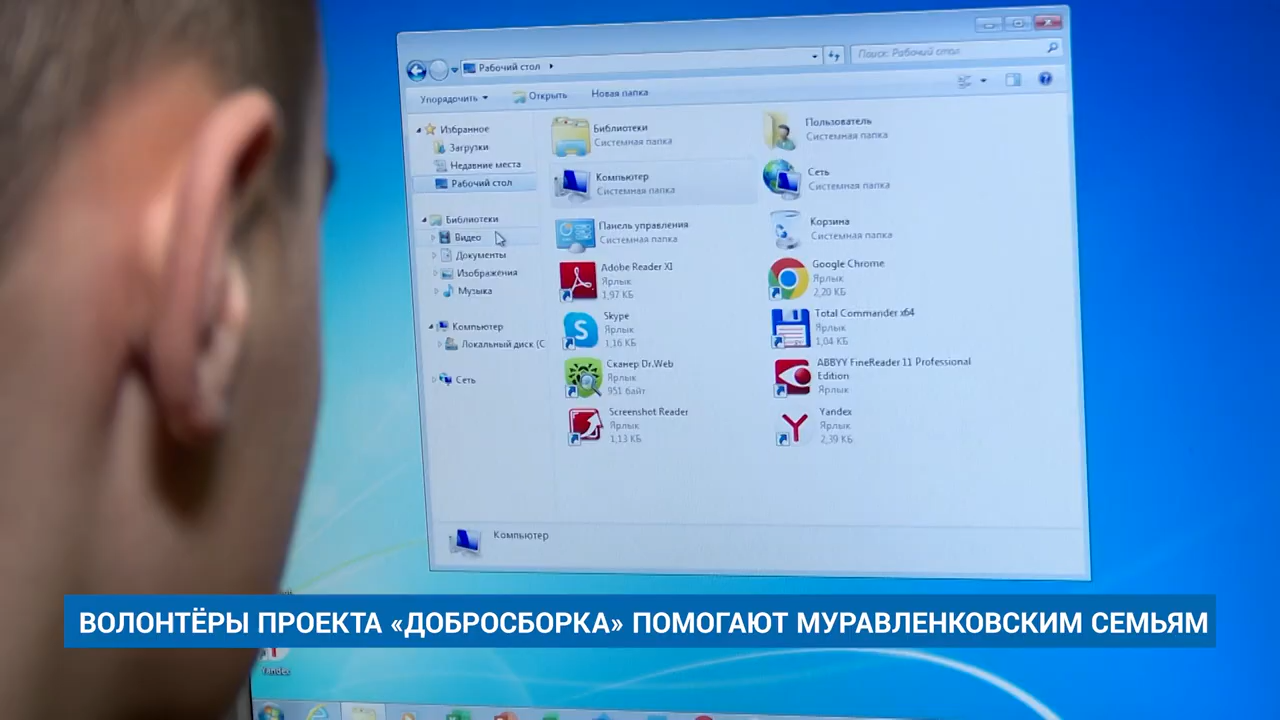 Рабочий стол
Поиск: Рабочий стол
Упорядочить
Открыть
Новая папка
Избранное
Загрузки
Недавние места
Рабочий стол
Библиотеки
Видео
Документы
Изображения
Музыка
Компьютер
Локальный диск (C
Сеть
Библиотеки
Системная папка
Пользователь
Системная папка
Компьютер
Системная папка
Сеть
Системная папка
Панель управления
Системная папка
Корзина
Системная папка
Adobe Reader XI
Ярлык
1,97 КБ
Google Chrome
Ярлык
2,20 КБ
Skype
Ярлык
1,16 КБ
Total Commander x64
Ярлык
1,04 КБ
Сканер Dr.Web
Ярлык
951 байт
ABBYY FineReader 11 Professional
Edition
Ярлык
Screenshot Reader
Ярлык
1,13 КБ
Yandex
Ярлык
2,39 КБ
Компьютер
ВОЛОНТЁРЫ ПРОЕКТА «ДОБРОСБОРКА» ПОМОГАЮТ МУРАВЛЕНКОВСКИМ СЕМЬЯМ
Yandex